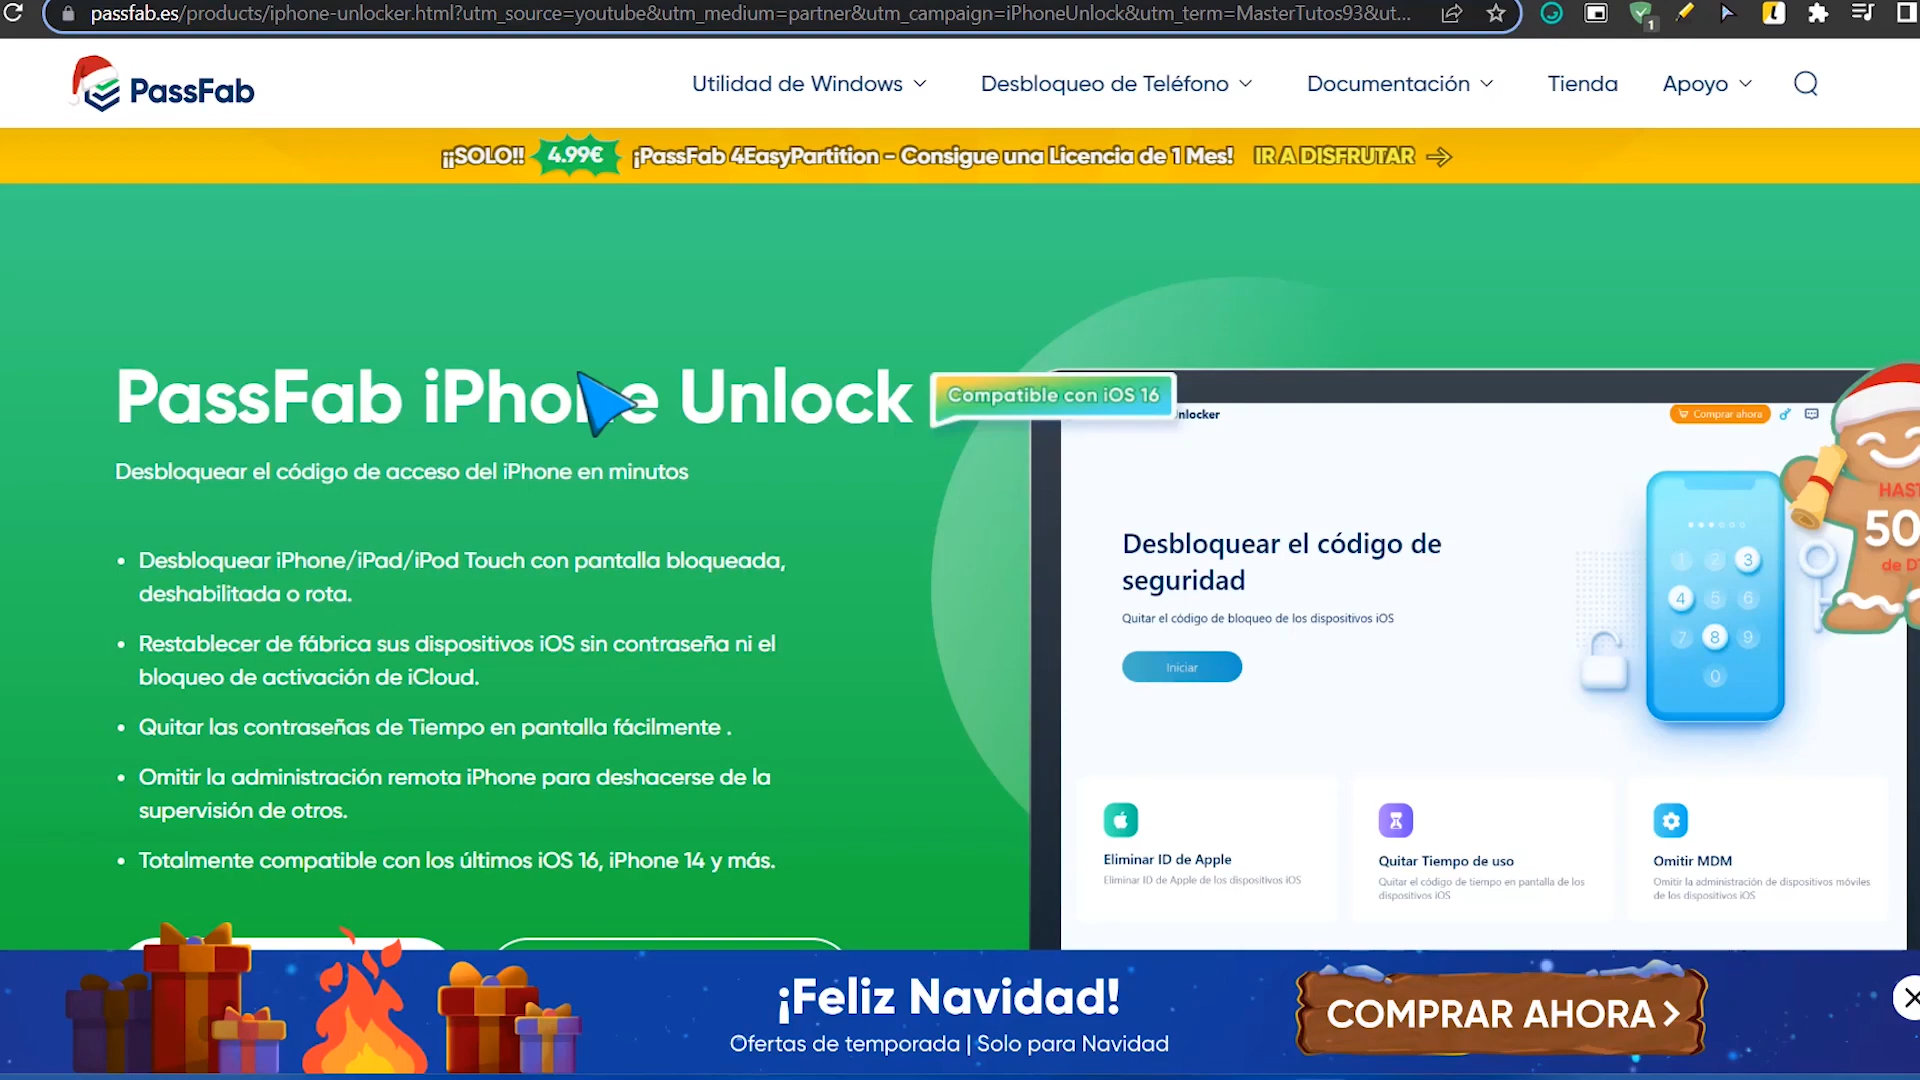 passfab.es/products/iphone-unlocker.html?utm_source=youtube&utm_medium=partner&utm_campaign=iPhoneUnlock&utm_term=MasterTutos93&ut...
1
PassFab
Utilidad de Windows
Desbloqueo de Teléfono
Documentación
Tienda
Apoyo
¡¡SOLO!! 4.99€ ¡PassFab 4EasyPartition - Consigue una Licencia de 1 Mes! IR A DISFRUTAR
PassFab iPhone Unlock
Compatible con iOS 16
Desbloquear el código de acceso del iPhone en minutos
• Desbloquear iPhone/iPad/iPod Touch con pantalla bloqueada,
deshabilitada o rota.
• Restablecer de fábrica sus dispositivos iOS sin contraseña ni el
bloqueo de activación de iCloud.
• Quitar las contraseñas de Tiempo en pantalla fácilmente .
• Omitir la administración remota iPhone para deshacerse de la
supervisión de otros.
• Totalmente compatible con los últimos iOS 16, iPhone 14 y más.
nlocker
Comprar ahora
Desbloquear el código de
seguridad
Quitar el código de bloqueo de los dispositivos iOS
Iniciar
1 2 3
4 5 6
7 8 9
0
HAST
50
de D
Eliminar ID de Apple
Eliminar ID de Apple de los dispositivos iOS
Quitar Tiempo de uso
Quitar el código de tiempo en pantalla de los
dispositivos iOS
Omitir MDM
Omitir la administración de dispositivos móviles
de los dispositivos iOS
¡Feliz Navidad!
Ofertas de temporada | Solo para Navidad
COMPRAR AHORA >